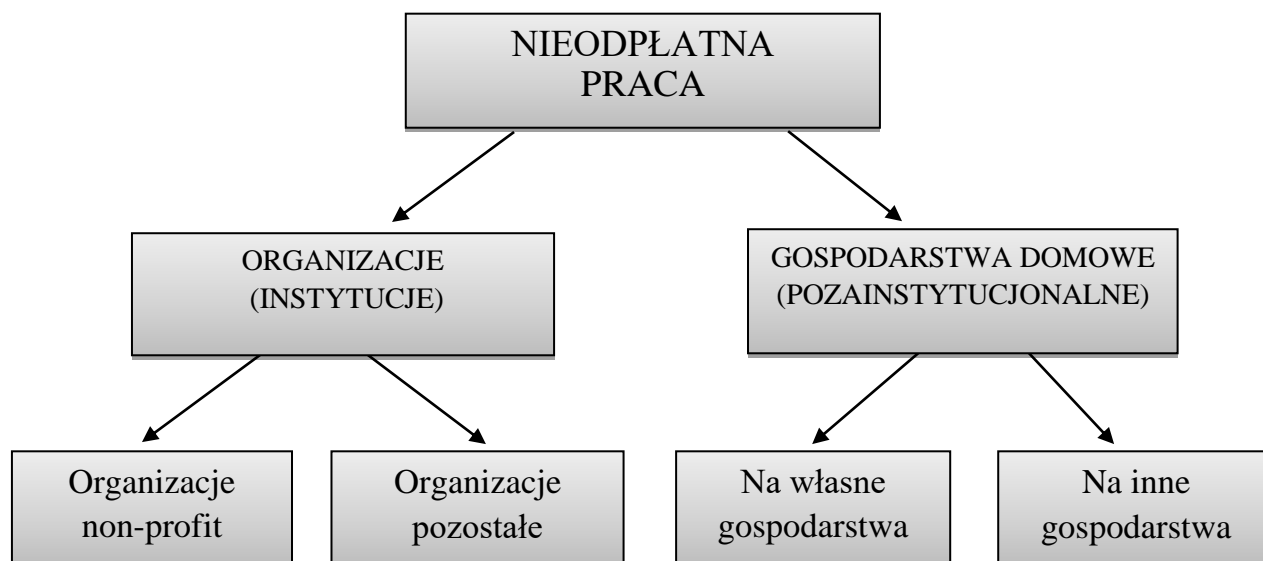 NIEODPŁATNA
PRACA
ORGANIZACJE
(INSTYTUCJE)
GOSPODARSTWA DOMOWE
(POZAINSTYTUCJONALNE)
Organizacje
non-profit
Organizacje
pozostałe
Na własne
gospodarstwa
Na inne
gospodarstwa